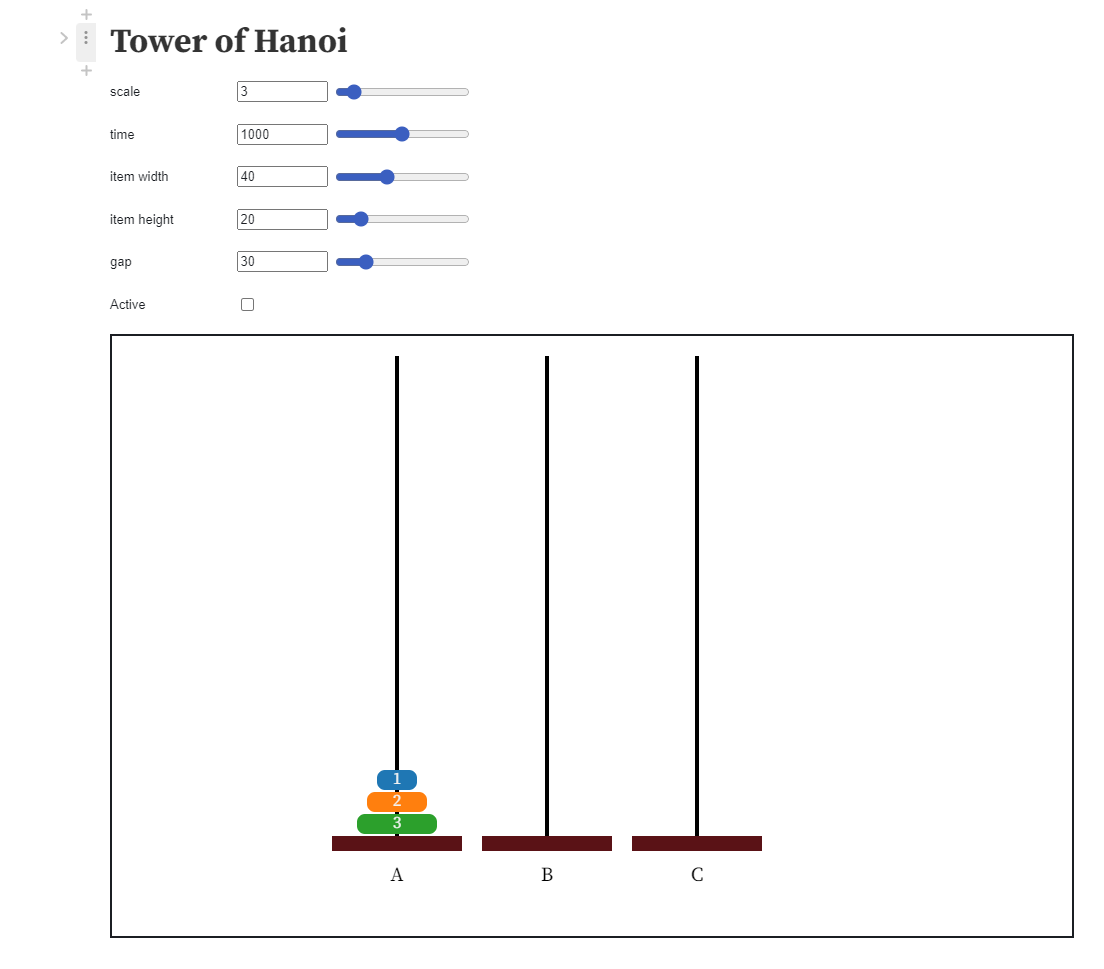 Tower of Hanoi
scale 3
time 1000
item width 40
item height 20
gap 30
Active
1
2
3
A B C